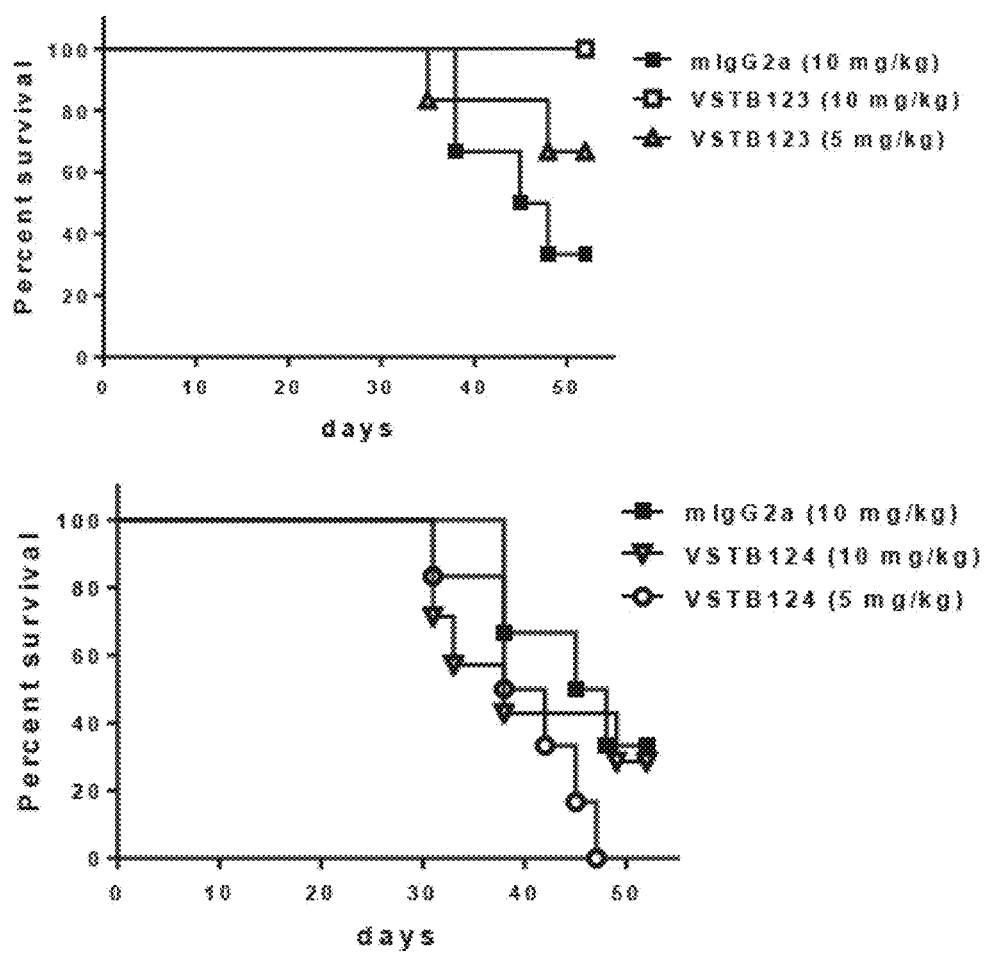 Percent survival
100
80
60
40
20
0
0 10 20 30 40 50
days
mIgG2a (10 mg/kg)
VSTB123 (10 mg/kg)
VSTB123 (5 mg/kg)
Percent survival
100
80
60
40
20
0
0 10 20 30 40 50
days
mIgG2a (10 mg/kg)
VSTB124 (10 mg/kg)
VSTB124 (5 mg/kg)